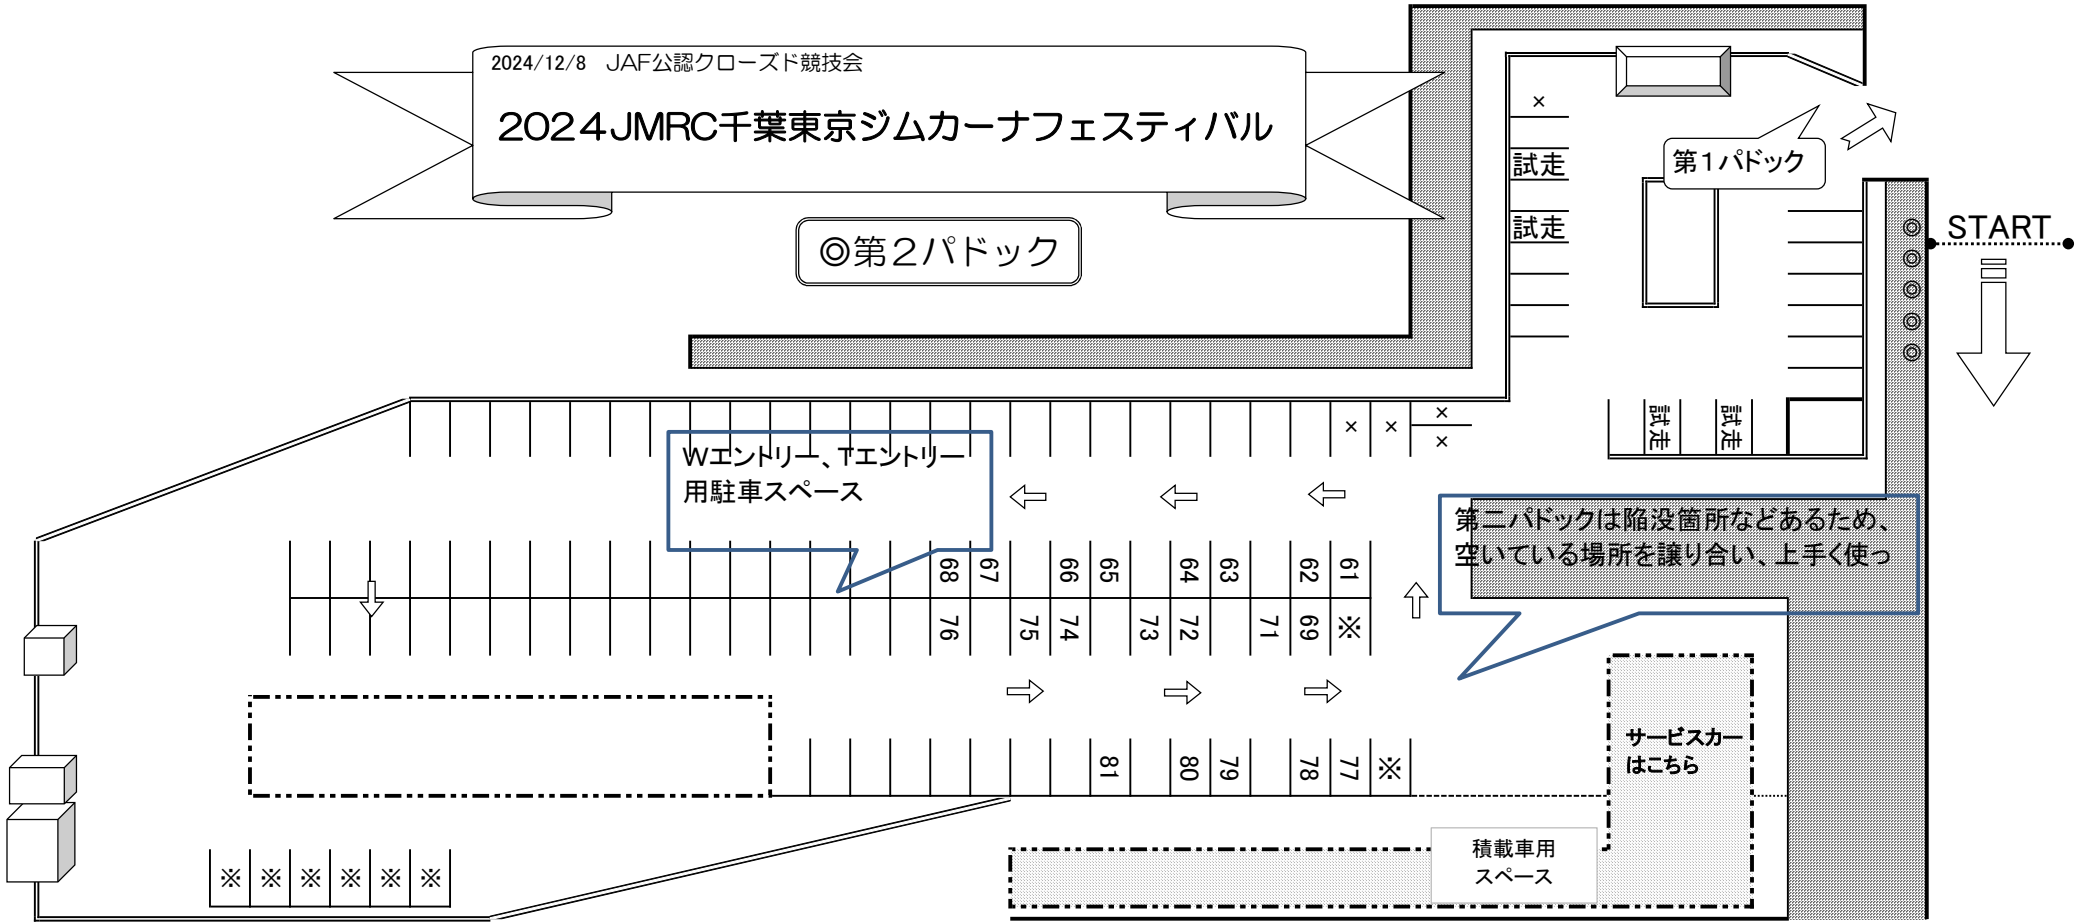 2024/12/8 JAF公認クローズド競技会
2024JMRC千葉東京ジムカーナフェスティバル
◎第2パドック
×
試走
試走
第1パドック
START
試走 試走
× × ×
×
Wエントリー、Tエントリー
用駐車スペース
第二パドックは陥没箇所などあるため、
空いている場所を譲り合い、上手く使っ
68 67 66 65 64 63 62 61
76 75 74 73 72 71 69 ※
81 80 79 78 77 ※
サービスカー
はこちら
積載車用
スペース
※ ※ ※ ※ ※ ※